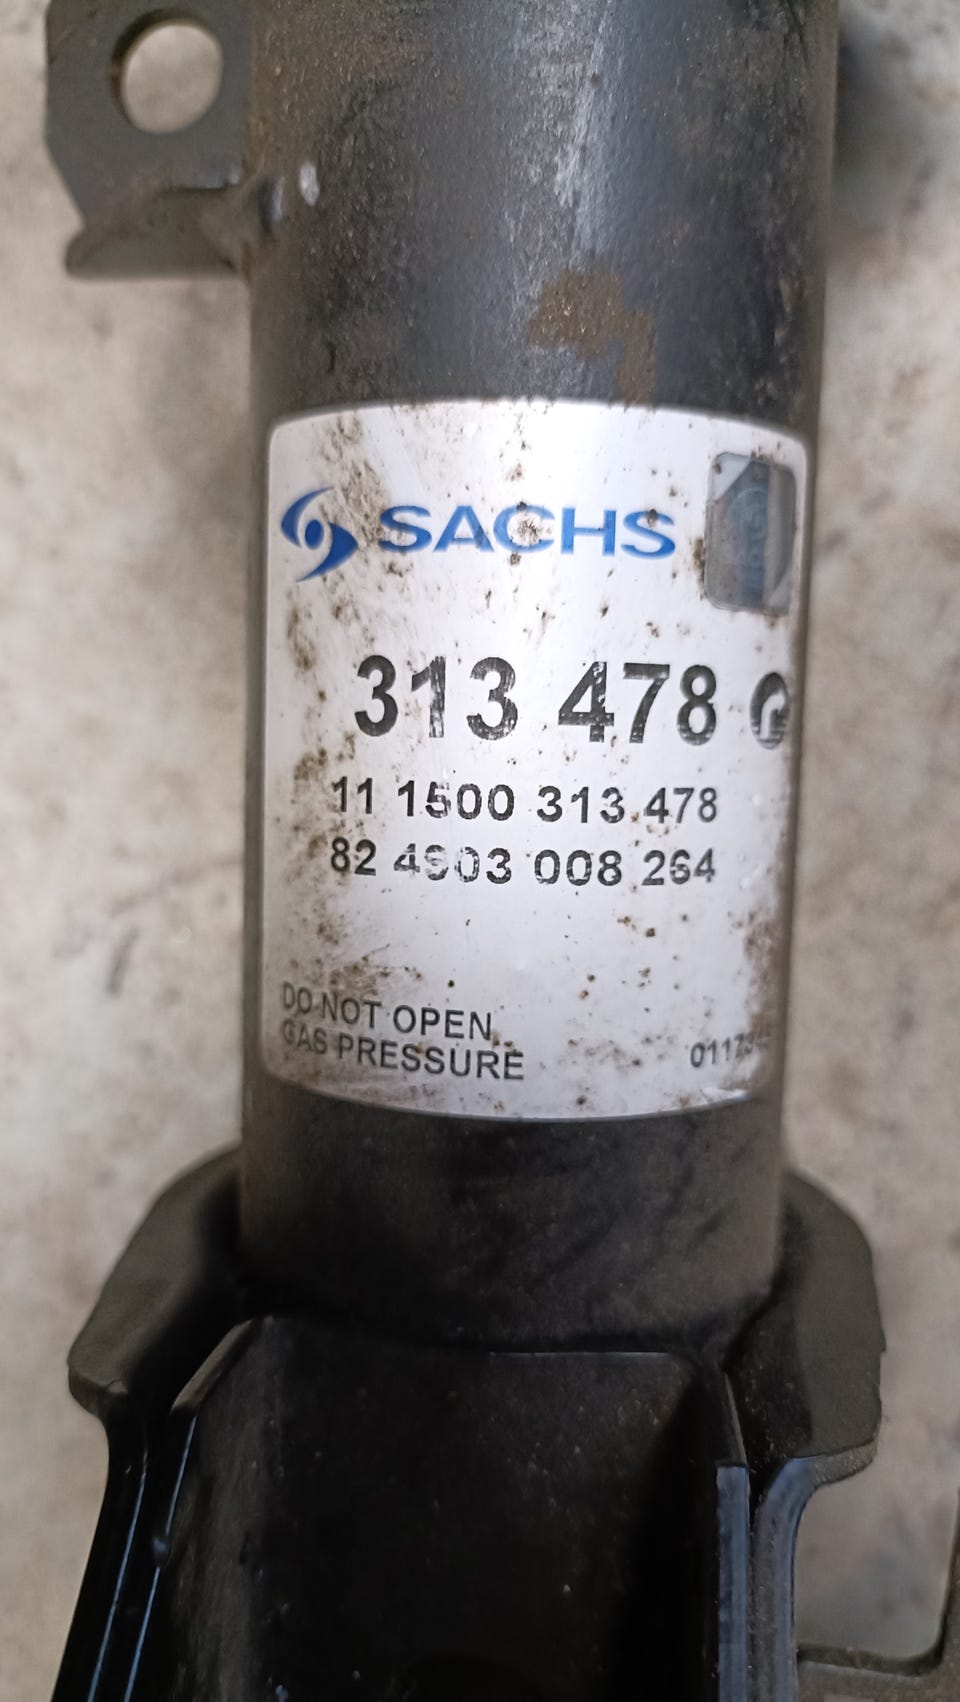 SACHS
313 478
11 1500 313 478
82 4903 008 264
DO NOT OPEN
GAS PRESSURE